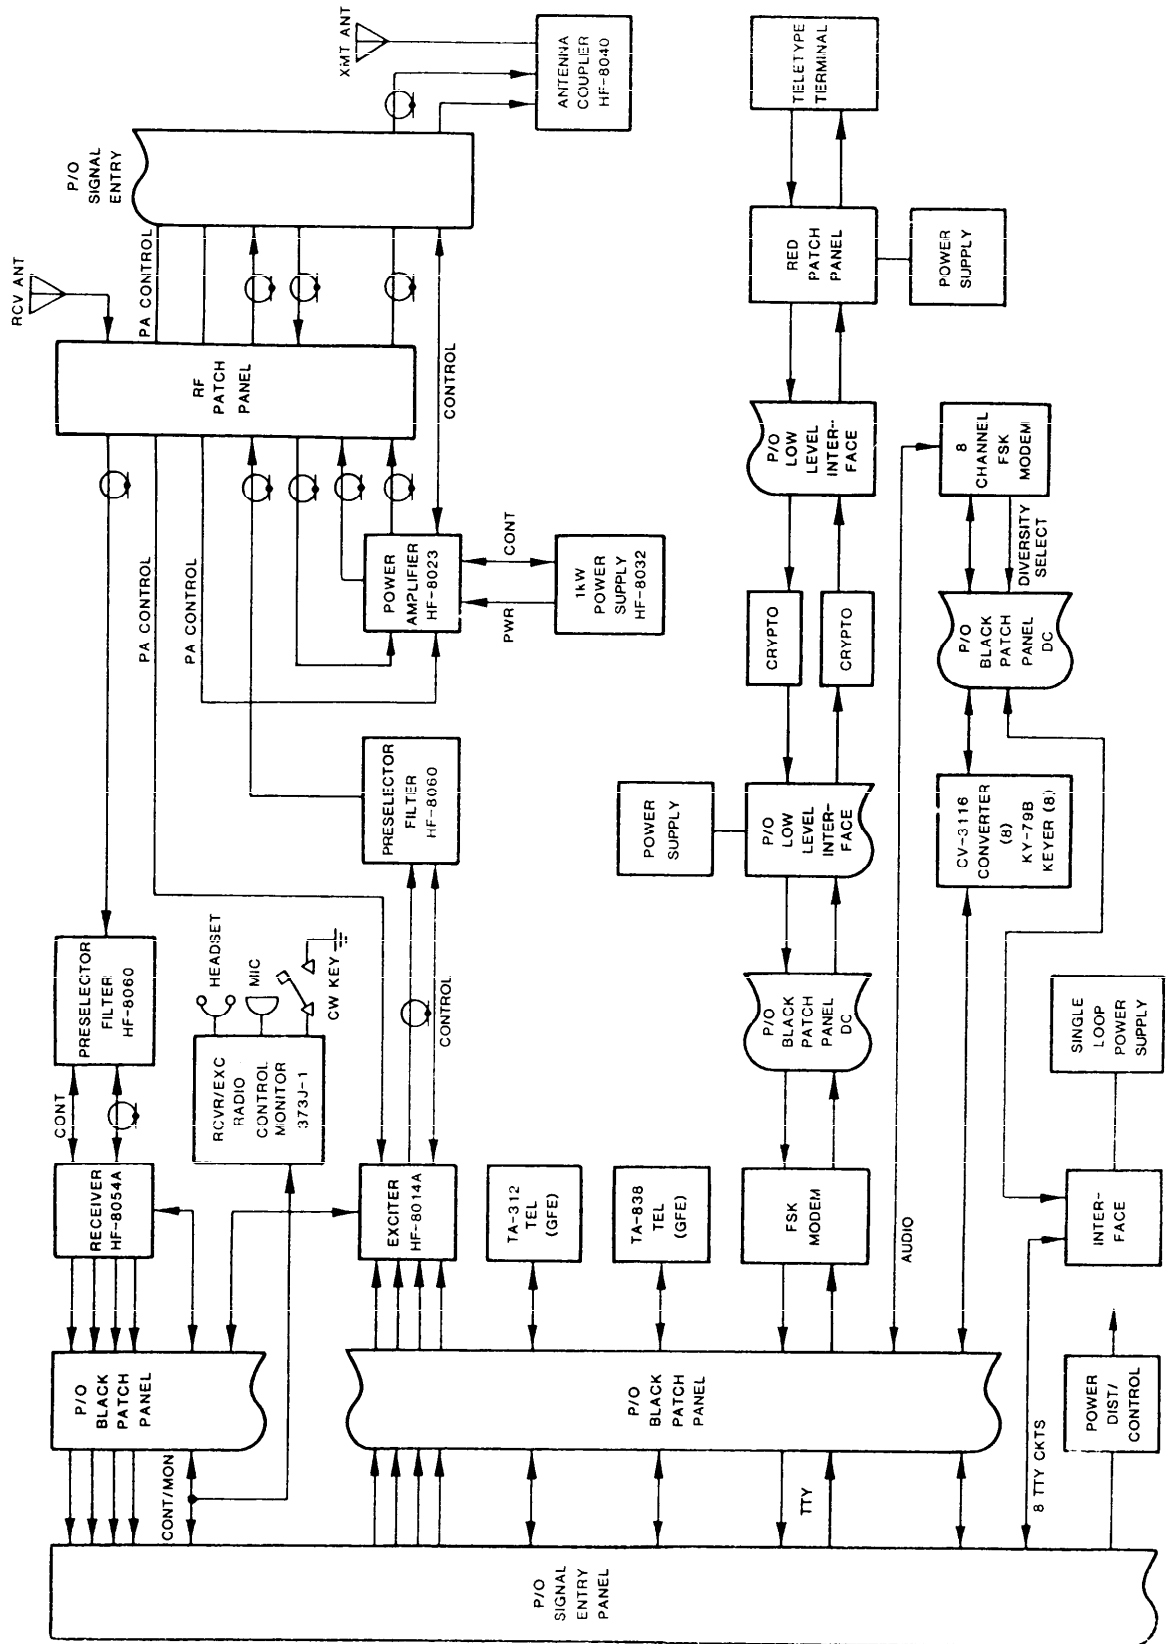 RCV ANT
XMT ANT
P/O
SIGNAL
ENTRY
PA CONTROL
RF
PATCH
PANEL
ANTENNA
COUPLER
HF-8040
CONTROL
PA CONTROL
PA CONTROL
POWER
AMPLIFIER
HF-8023
CONT
PWR
1kW
POWER
SUPPLY
HF-8032
PRESELECTOR
FILTER
HF-8060
PRESELECTOR
FILTER
HF-8060
CONT
HEADSET
MIC
CW KEY
RCVR/EXC
RADIO
CONTROL
MONITOR
373J-1
CONTROL
RECEIVER
HF-8054A
EXCITER
HF-8014A
TA-312
TEL
(GFE)
TA-838
TEL
(GFE)
FSK
MODEM
P/O
BLACK
PATCH
PANEL
P/O
BLACK
PATCH
PANEL
CONT/MON
TTY
8 TTY CKTS
P/O
SIGNAL
ENTRY
PANEL
TELETYPE
TERMINAL
RED
PATCH
PANEL
POWER
SUPPLY
P/O
LOW
LEVEL
INTER-
FACE
CRYPTO
CRYPTO
POWER
SUPPLY
P/O
LOW
LEVEL
INTER-
FACE
P/O
BLACK
PATCH
PANEL
DC
AUDIO
8
CHANNEL
FSK
MODEM
DIVERSITY
SELECT
P/O
BLACK
PATCH
PANEL
DC
CV-3116
CONVERTER
(8)
KY-79B
KEYER (8)
SINGLE
LOOP
POWER
SUPPLY
INTER-
FACE
POWER
DIST/
CONTROL